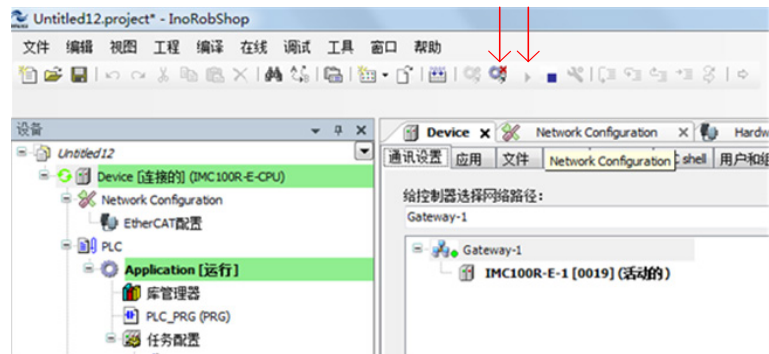 Untitled12.project* - InoRobShop
文件 编辑 视图 工程 编译 在线 调试 工具 窗口 帮助
设备
Untitled12
Device [连接的] (IMC100R-E-CPU)
Network Configuration
EtherCAT配置
PLC
Application [运行]
库管理器
PLC_PRG (PRG)
任务配置
Device Network Configuration Hardw
通讯设置 应用 文件 Network Configuration shell 用户和组
给控制器选择网络路径:
Gateway-1
Gateway-1
IMC100R-E-1 [0019] (活动的)